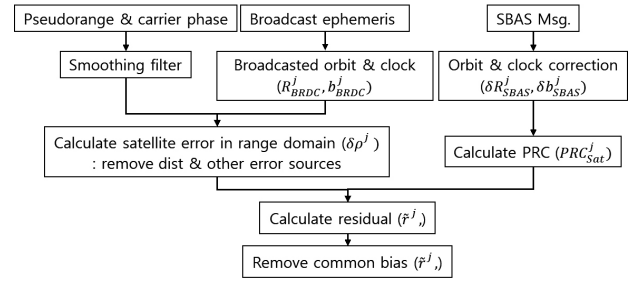 Pseudorange & carrier phase
Broadcast ephemeris
SBAS Msg.
Smoothing filter
Broadcasted orbit & clock
(R^j_BRDC, b^j_BRDC)
Orbit & clock correction
(δR^j_SBAS, δb^j_SBAS)
Calculate satellite error in range domain (δρ^j )
: remove dist & other error sources
Calculate PRC (PRC^j_Sat)
Calculate residual (r̃^j,)
Remove common bias (r̃^j,)